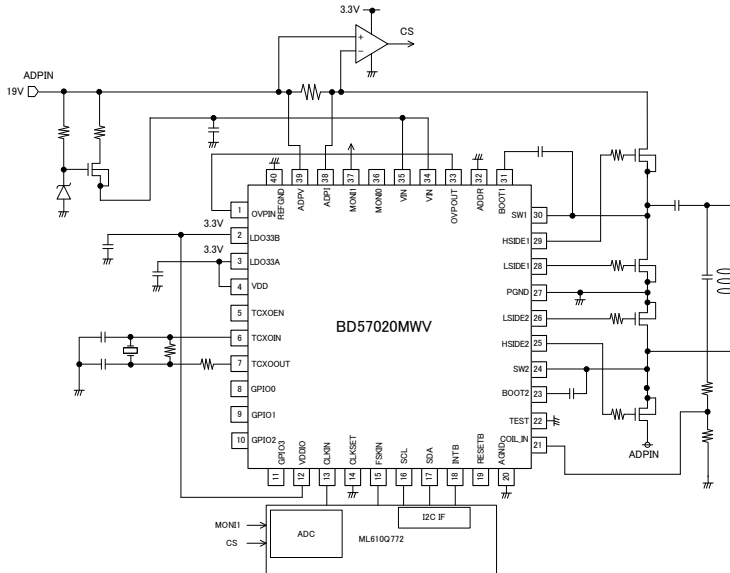 3.3V
CS
ADPIN
19V
40 39 38 37 36 35 34 33 32 31
REFGND ADPV ADPI MONI1 MONI0 VIN VIN OVPOUT ADDR BOOT1
1 OVPIN
3.3V
2 LDO33B
3.3V
3 LDO33A
4 VDD
5 TCXOEN
6 TCXOIN
7 TCXOOUT
8 GPIO0
9 GPIO1
10 GPIO2
BD57020MWV
SW1 30
HSIDE1 29
LSIDE1 28
PGND 27
LSIDE2 26
HSIDE2 25
SW2 24
BOOT2 23
TEST 22
COIL_IN 21
ADPIN
GPIO3 VDDIO CLKIN CLKSET FSKIN SCL SDA INTB RESETB AGND
11 12 13 14 15 16 17 18 19 20
MONI1
CS
ADC
I2C IF
ML610Q772